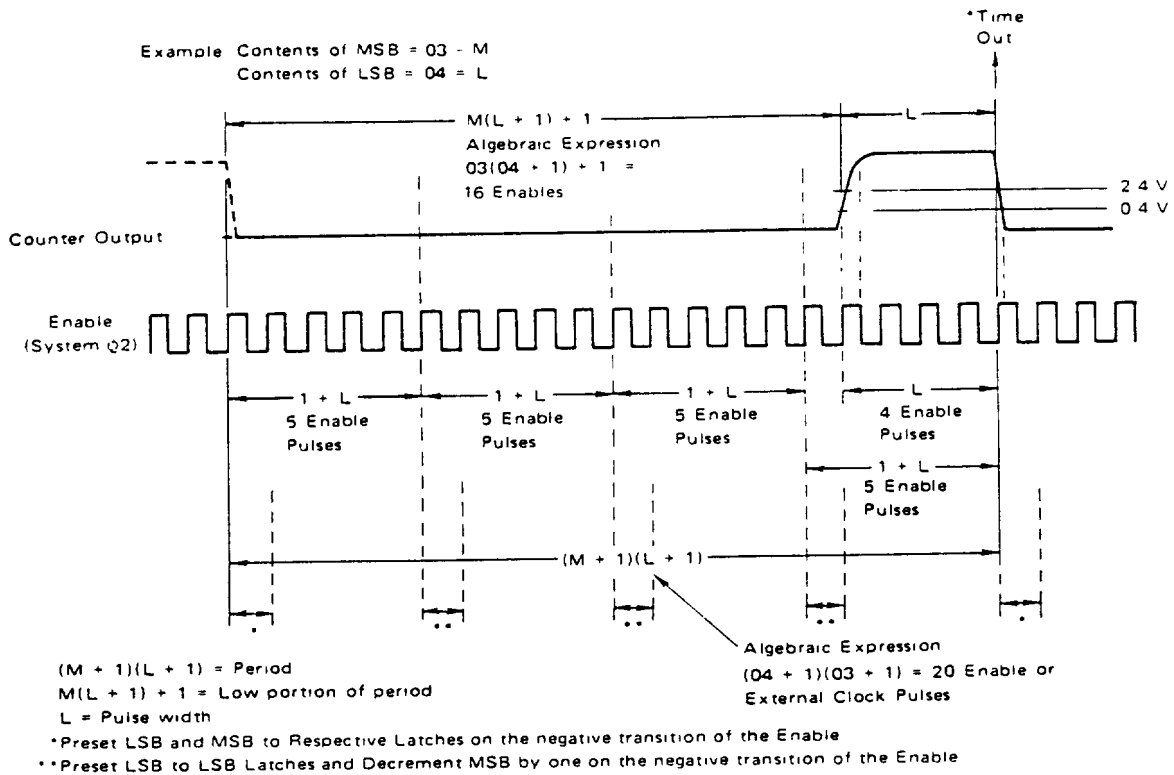 *Time
Out
Example Contents of MSB = 03 - M
Contents of LSB = 04 = L
M(L + 1) + 1
L
Algebraic Expression
03(04 + 1) + 1 =
16 Enables
2 4 V
0 4 V
Counter Output
Enable
(System Q2)
1 + L
5 Enable
Pulses
1 + L
5 Enable
Pulses
1 + L
5 Enable
Pulses
L
4 Enable
Pulses
1 + L
5 Enable
Pulses
(M + 1)(L + 1)
*
**
**
**
*
Algebraic Expression
(04 + 1)(03 + 1) = 20 Enable or
External Clock Pulses
(M + 1)(L + 1) = Period
M(L + 1) + 1 = Low portion of period
L = Pulse width
*Preset LSB and MSB to Respective Latches on the negative transition of the Enable
**Preset LSB to LSB Latches and Decrement MSB by one on the negative transition of the Enable